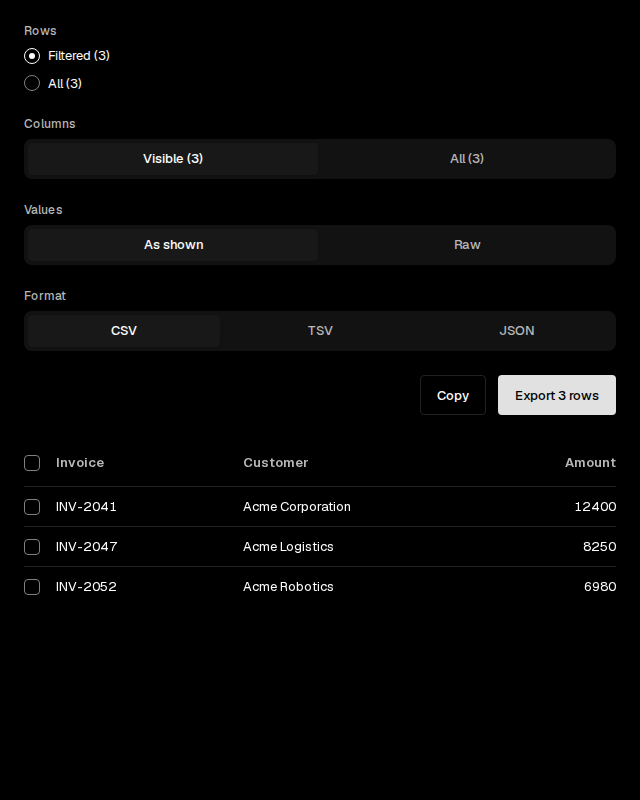 Rows
Filtered (3)
All (3)
Columns
Visible (3) All (3)
Values
As shown Raw
Format
CSV TSV JSON
Copy Export 3 rows
Invoice Customer Amount
INV-2041 Acme Corporation 12400
INV-2047 Acme Logistics 8250
INV-2052 Acme Robotics 6980